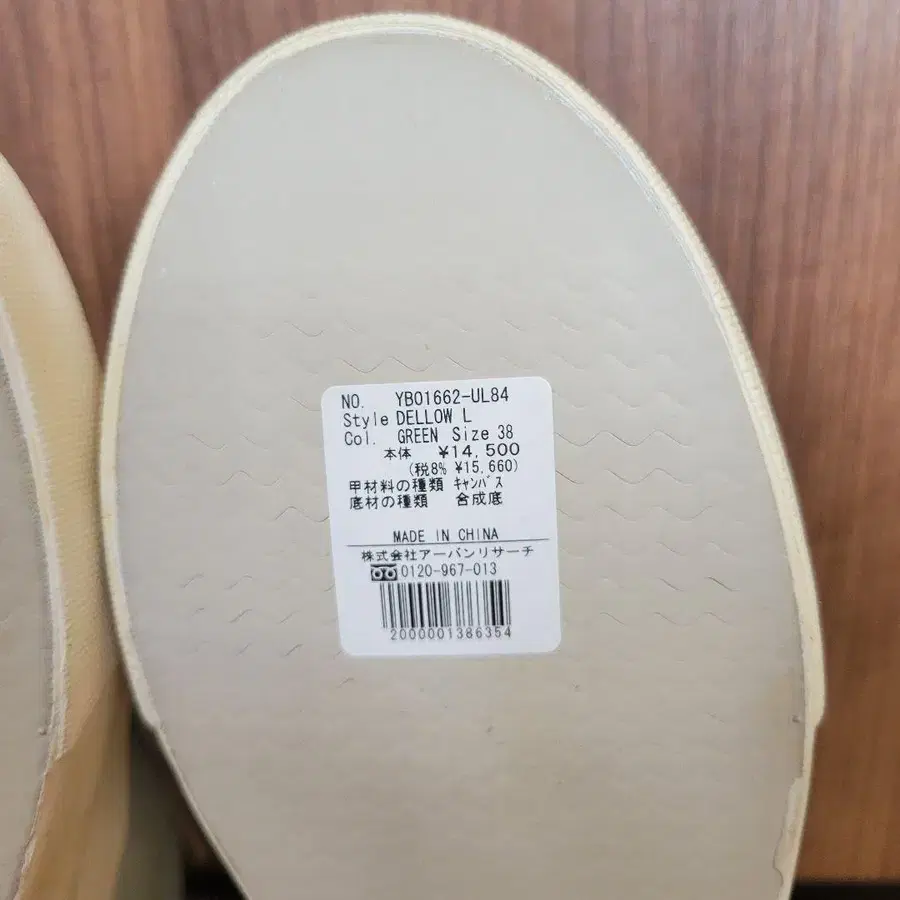 NO. YB01662-UL84
Style DELLOW L
Col. GREEN Size 38
本体 ¥14,500
(税8% ¥15,660)
甲材料の種類 ｷｬﾝﾊﾞｽ
底材の種類 合成底
MADE IN CHINA
株式会社アーバンリサーチ
0120-967-013
2000001386354